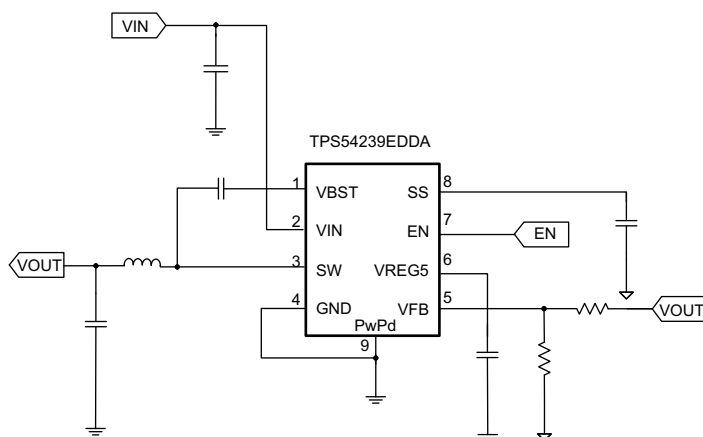 VIN
TPS54239EDDA
1 VBST SS 8
2 VIN EN 7 EN
VOUT 3 SW VREG5 6
4 GND VFB 5 VOUT
PwPd
9